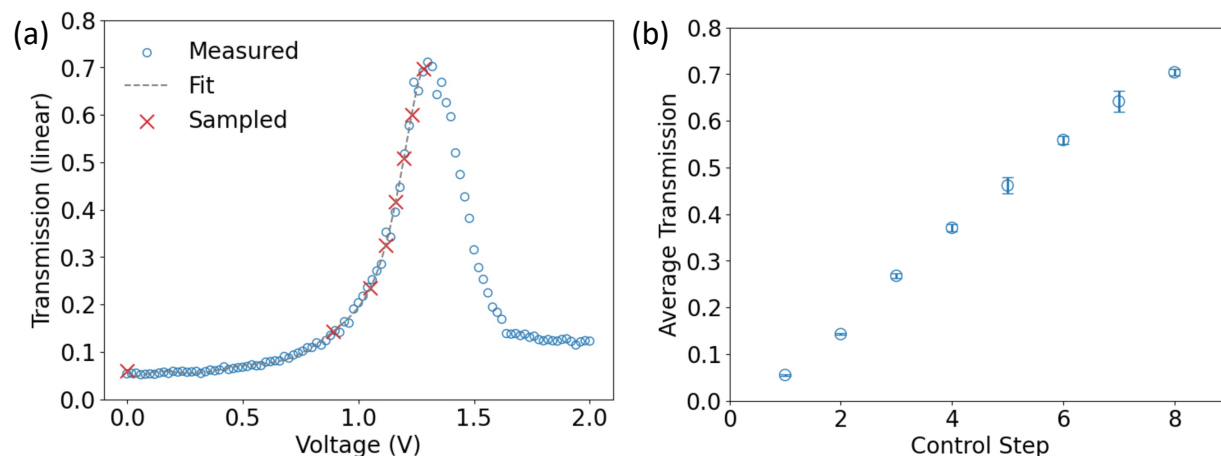 (a)
Transmission (linear)
0.8
0.7
0.6
0.5
0.4
0.3
0.2
0.1
0.0
Measured
Fit
Sampled
0.0 0.5 1.0 1.5 2.0
Voltage (V)
(b)
Average Transmission
0.8
0.7
0.6
0.5
0.4
0.3
0.2
0.1
0.0
0 2 4 6 8
Control Step